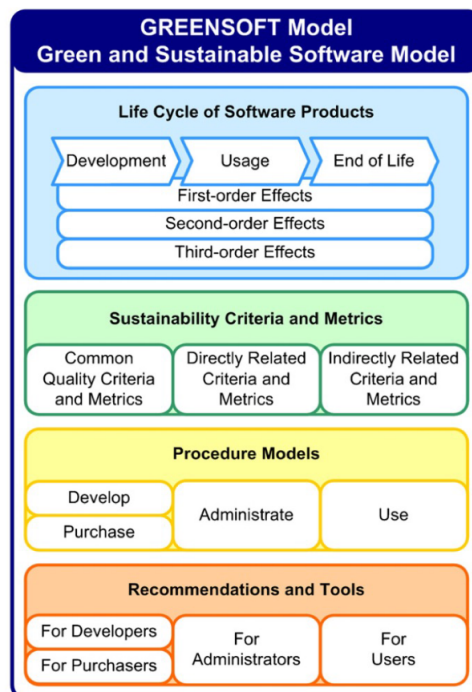 GREENSOFT Model
Green and Sustainable Software Model
Life Cycle of Software Products
Development
Usage
End of Life
First-order Effects
Second-order Effects
Third-order Effects
Sustainability Criteria and Metrics
Common
Quality Criteria
and Metrics
Directly Related
Criteria and
Metrics
Indirectly Related
Criteria and
Metrics
Procedure Models
Develop
Purchase
Administrate
Use
Recommendations and Tools
For Developers
For Purchasers
For
Administrators
For
Users